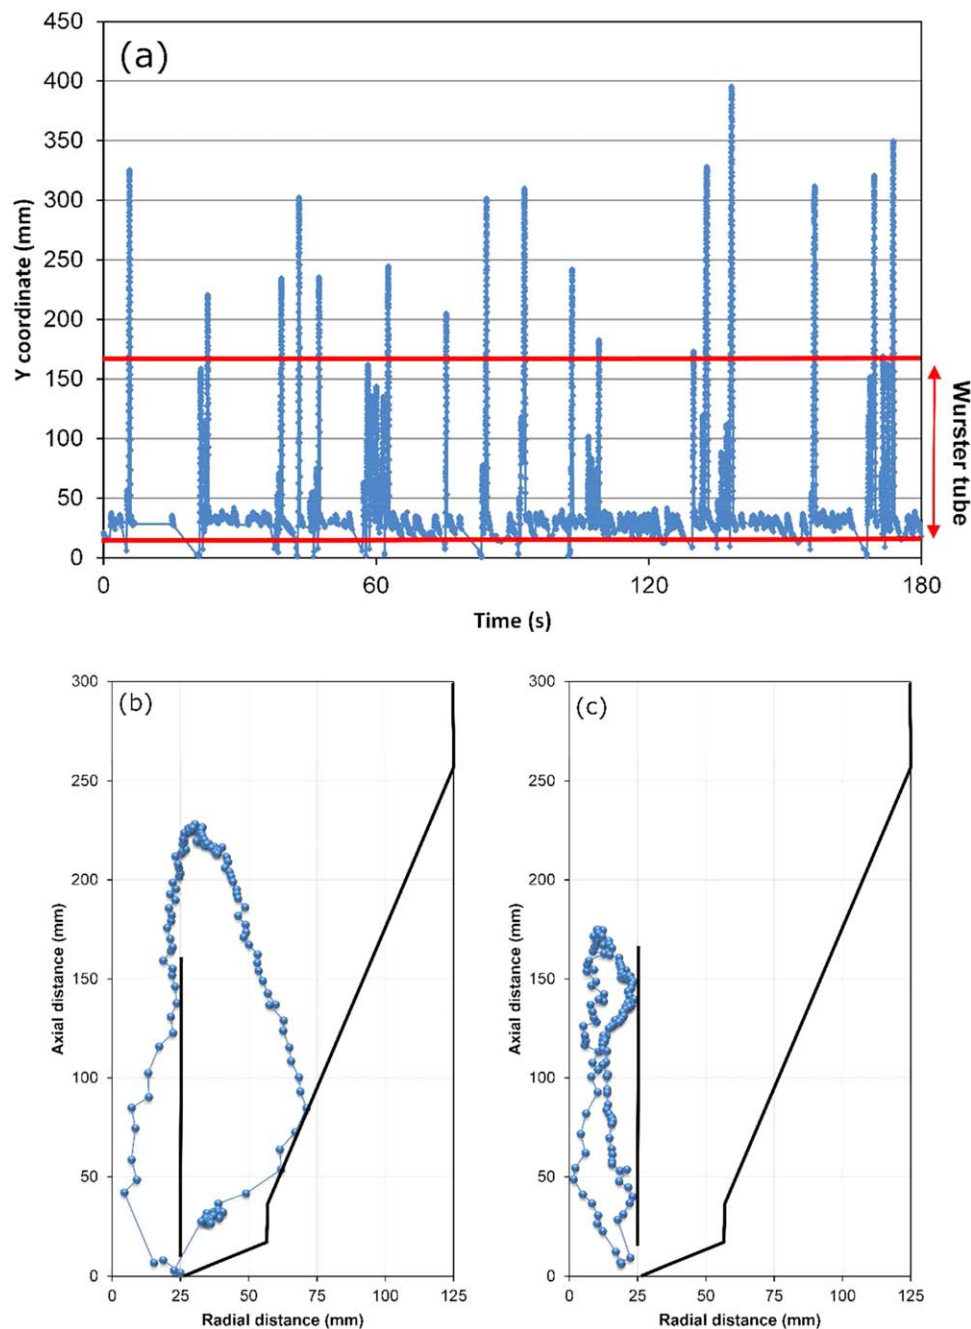 (a)
450
400
350
300
250
200
150
100
50
0
Y coordinate (mm)
0 60 120 180
Time (s)
Wurster tube
(b)
300
250
200
150
100
50
0
Axial distance (mm)
0 25 50 75 100 125
Radial distance (mm)
(c)
300
250
200
150
100
50
0
Axial distance (mm)
0 25 50 75 100 125
Radial distance (mm)